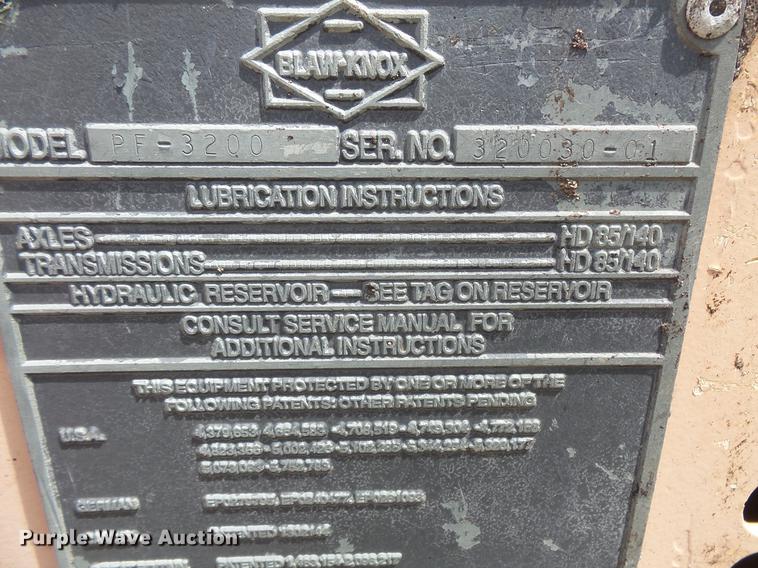 BLAW-KNOX
MODEL PF-3200 SER. NO. 320030-01
LUBRICATION INSTRUCTIONS
AXLES HD 85/140
TRANSMISSIONS HD 85/140
HYDRAULIC RESERVOIR — SEE TAG ON RESERVOIR
CONSULT SERVICE MANUAL FOR
ADDITIONAL INSTRUCTIONS
THIS EQUIPMENT PROTECTED BY ONE OR MORE OF THE
FOLLOWING PATENTS: OTHER PATENTS PENDING
U.S.A.
GERMANY
PATENTED
PATENTED
Purple Wave Auction